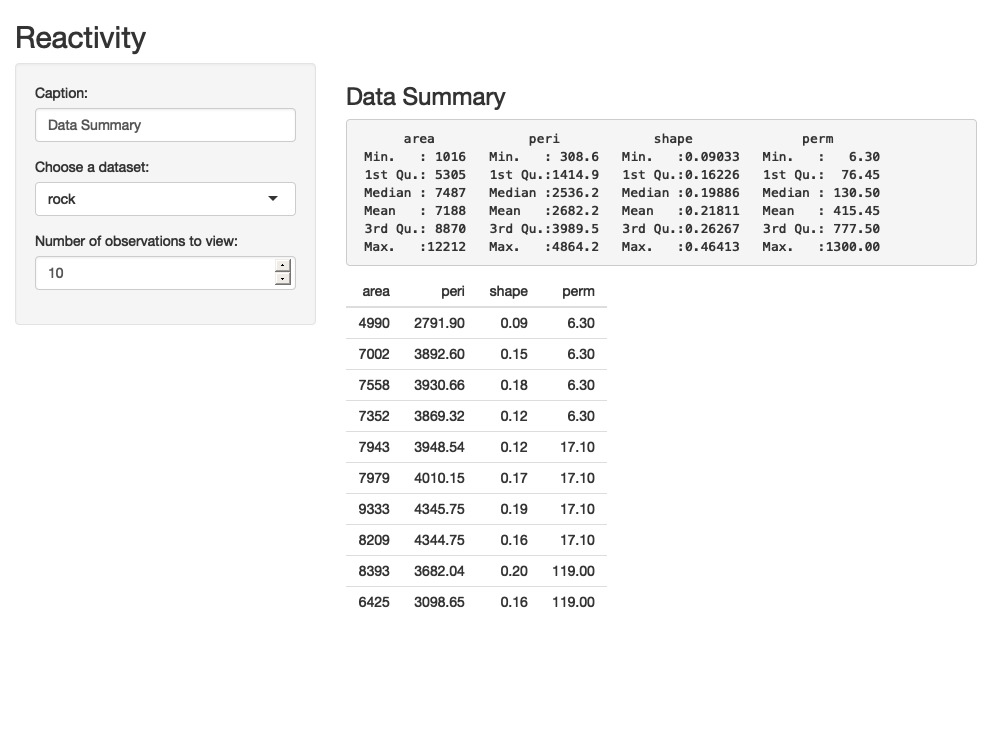 Reactivity
Caption:
Data Summary
Choose a dataset:
rock
Number of observations to view:
10
Data Summary
area peri shape perm
Min. : 1016 Min. : 308.6 Min. :0.09033 Min. : 6.30
1st Qu.: 5305 1st Qu.:1414.9 1st Qu.:0.16226 1st Qu.: 76.45
Median : 7487 Median :2536.2 Median :0.19886 Median : 130.50
Mean : 7188 Mean :2682.2 Mean :0.21811 Mean : 415.45
3rd Qu.: 8870 3rd Qu.:3989.5 3rd Qu.:0.26267 3rd Qu.: 777.50
Max. :12212 Max. :4864.2 Max. :0.46413 Max. :1300.00
area peri shape perm
4990 2791.90 0.09 6.30
7002 3892.60 0.15 6.30
7558 3930.66 0.18 6.30
7352 3869.32 0.12 6.30
7943 3948.54 0.12 17.10
7979 4010.15 0.17 17.10
9333 4345.75 0.19 17.10
8209 4344.75 0.16 17.10
8393 3682.04 0.20 119.00
6425 3098.65 0.16 119.00